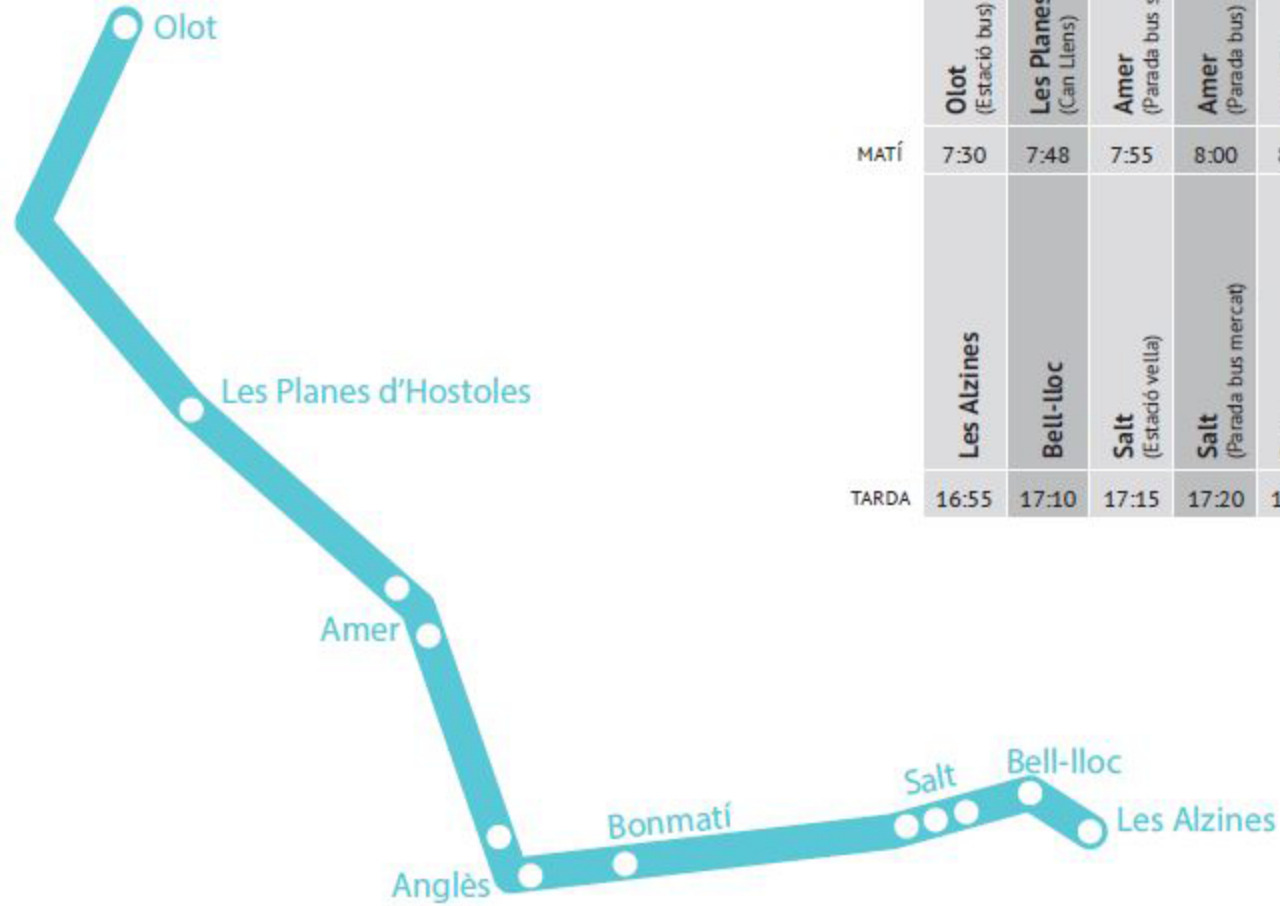 Olot
Les Planes d'Hostoles
Amer
Anglès
Bonmatí
Salt
Bell-lloc
Les Alzines
Olot
(Estació bus)
Les Planes
(Can Llens)
Amer
(Parada bus
Amer
(Parada bus)
MATÍ 7:30 7:48 7:55 8:00
Les Alzines
Bell-lloc
Salt
(Estació vella)
Salt
(Parada bus mercat)
TARDA 16:55 17:10 17:15 17:20